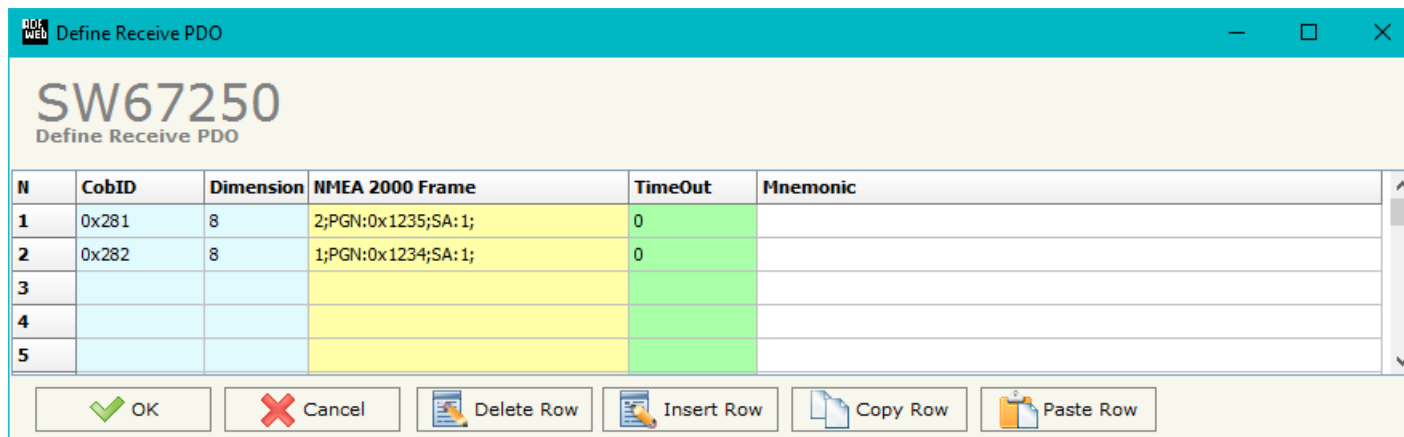 ADF
WEB Define Receive PDO
SW67250
Define Receive PDO
N CobID Dimension NMEA 2000 Frame TimeOut Mnemonic
1 0x281 8 2;PGN:0x1235;SA:1; 0
2 0x282 8 1;PGN:0x1234;SA:1; 0
3
4
5
OK Cancel Delete Row Insert Row Copy Row Paste Row